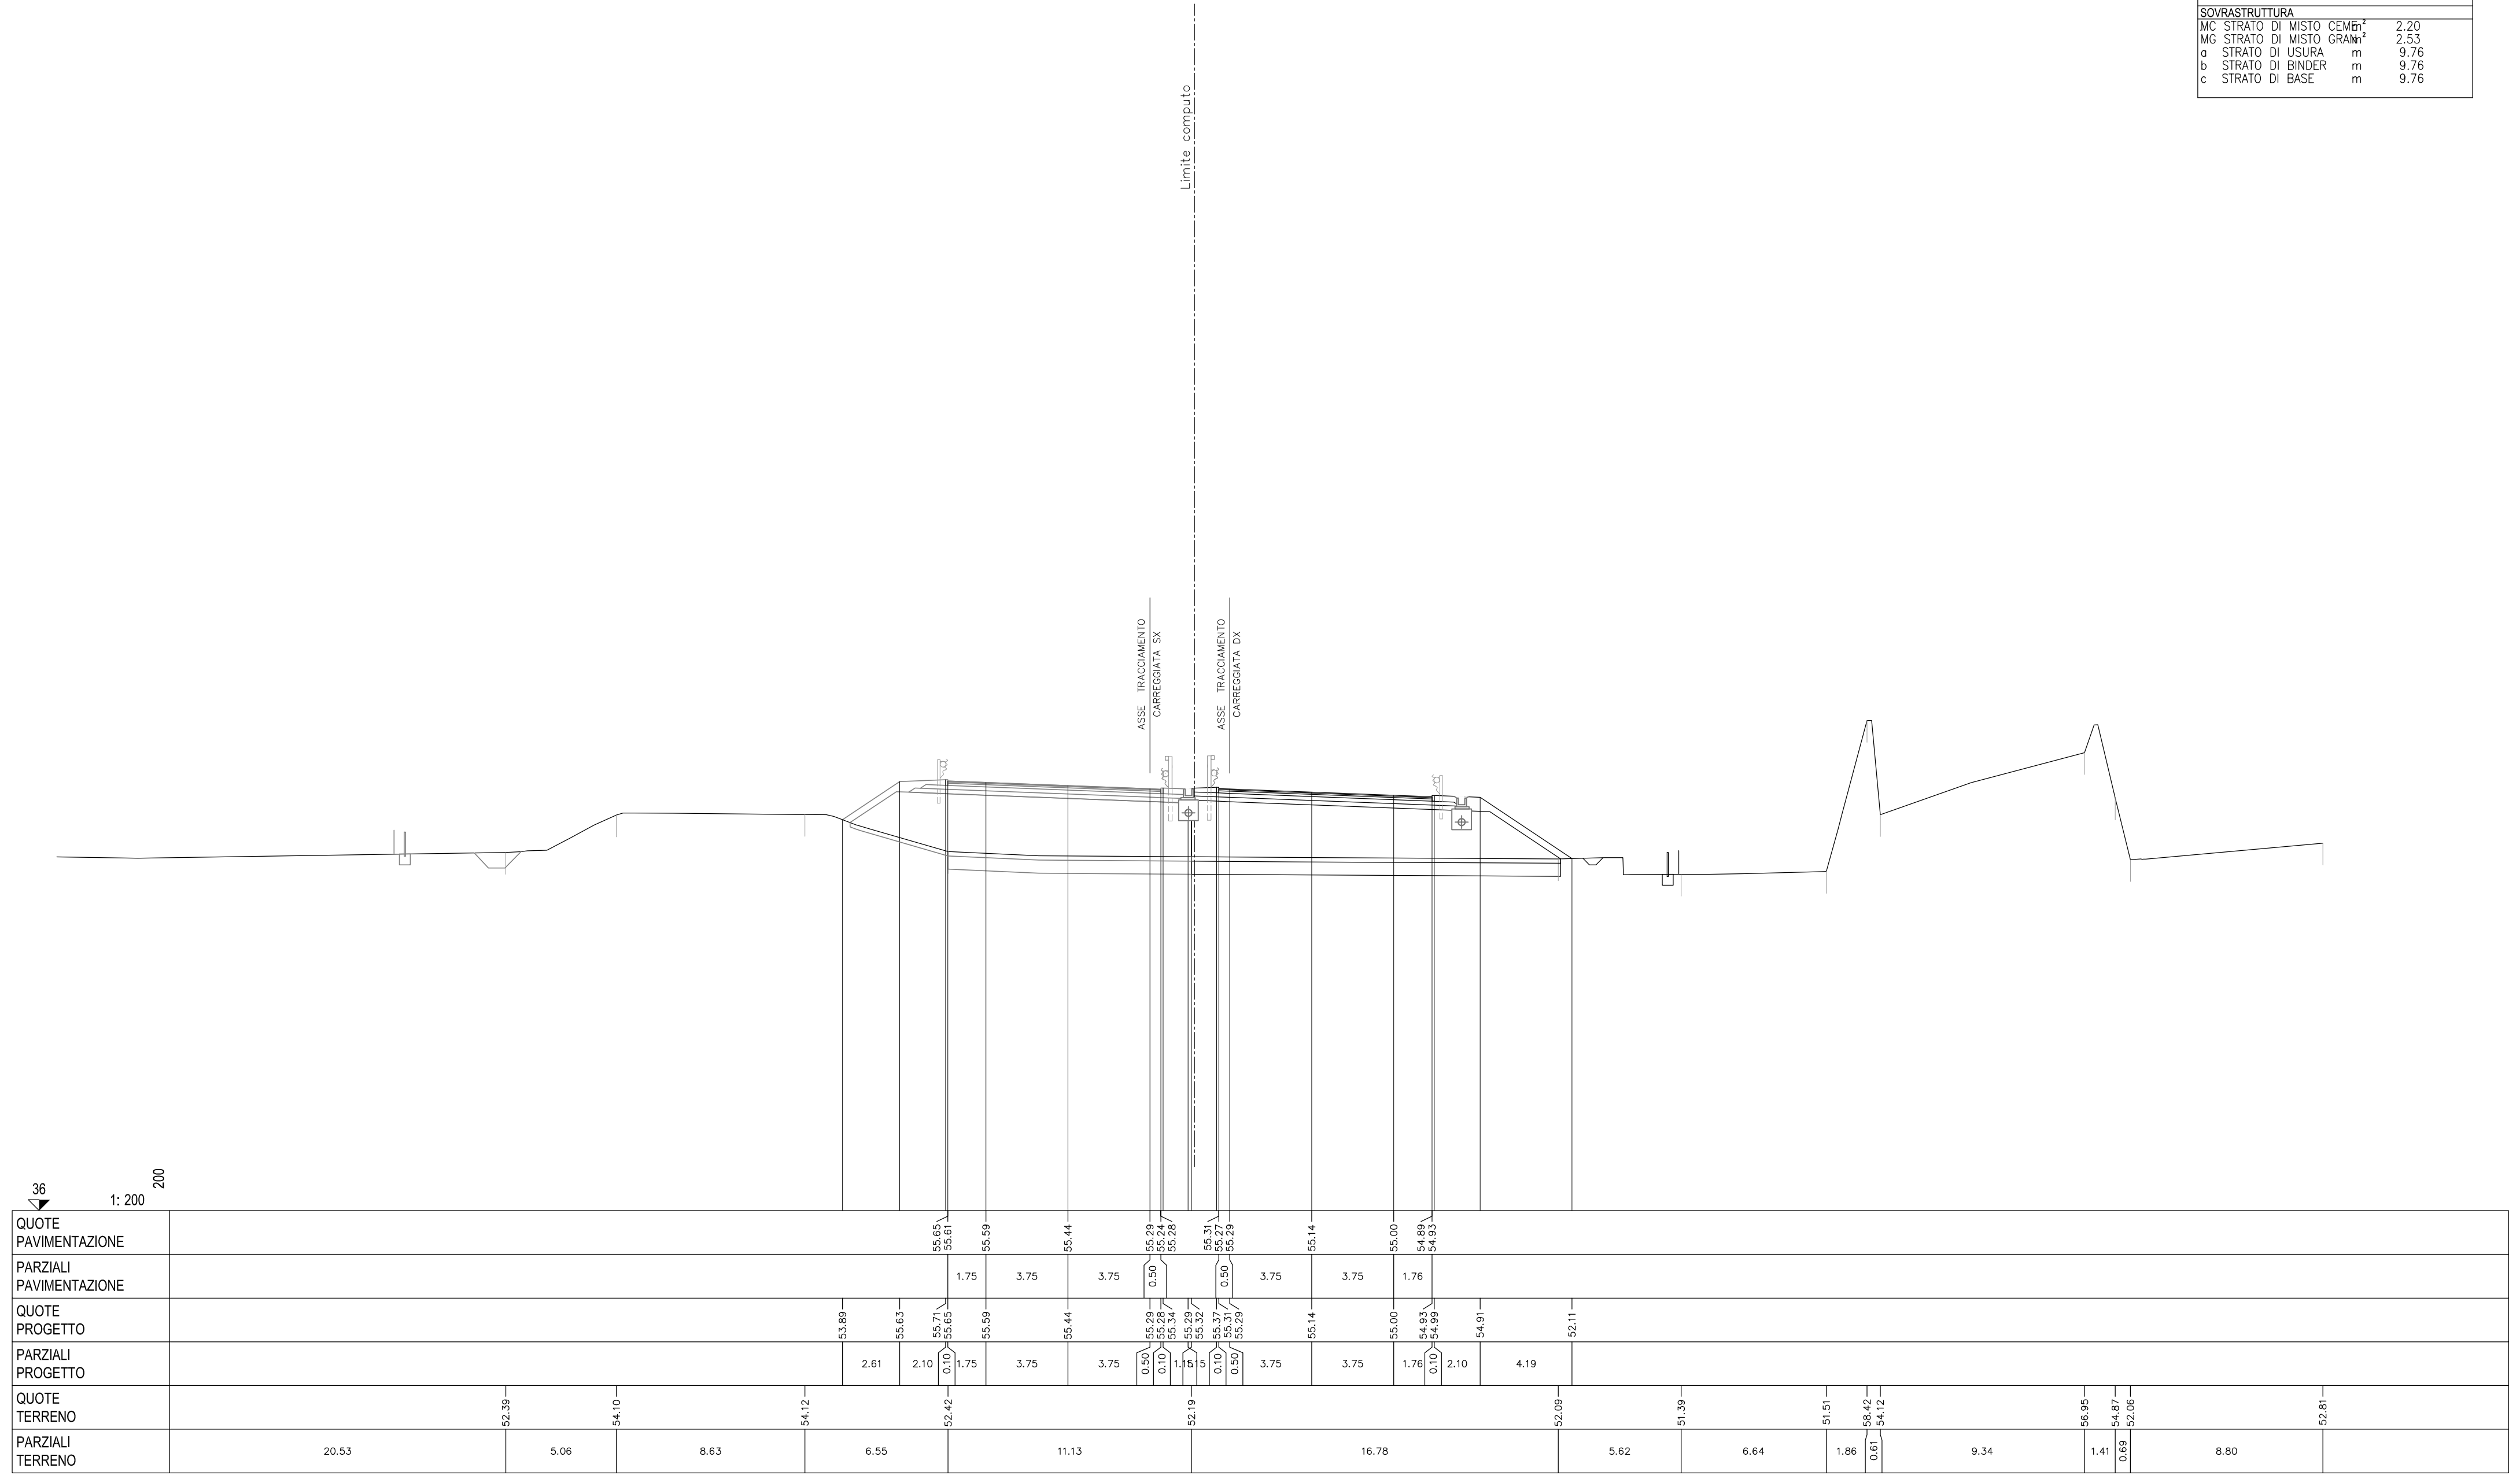 SOVRASTRUTTURA
MC STRATO DI MISTO CEME m² 2.20
MG STRATO DI MISTO GRAN m² 2.53
a STRATO DI USURA m 9.76
b STRATO DI BINDER m 9.76
c STRATO DI BASE m 9.76
Limite computo
ASSE TRACCIAMENTO
CARREGGIATA SX
ASSE TRACCIAMENTO
CARREGGIATA DX
36
1: 200
200
QUOTE
PAVIMENTAZIONE
55.65 55.61 55.59 55.44 55.29 55.24 55.28 55.31 55.27 55.29 55.14 55.00 54.89 54.93
PARZIALI
PAVIMENTAZIONE
1.75 3.75 3.75 0.50 0.50 3.75 3.75 1.76
QUOTE
PROGETTO
53.89 55.63 55.71 55.65 55.59 55.44 55.29 55.28 55.34 55.29 55.32 55.37 55.31 55.29 55.14 55.00 54.93 54.99 54.91 52.11
PARZIALI
PROGETTO
2.61 2.10 0.10 1.75 3.75 3.75 0.50 0.10 0.10 0.50 3.75 3.75 1.76 0.10 2.10 4.19
QUOTE
TERRENO
52.39 54.10 54.12 52.42 52.19 52.09 51.39 51.51 58.42 54.12 56.95 54.87 52.06 52.81
PARZIALI
TERRENO
20.53 5.06 8.63 6.55 11.13 16.78 5.62 6.64 1.86 0.61 9.34 1.41 0.69 8.80